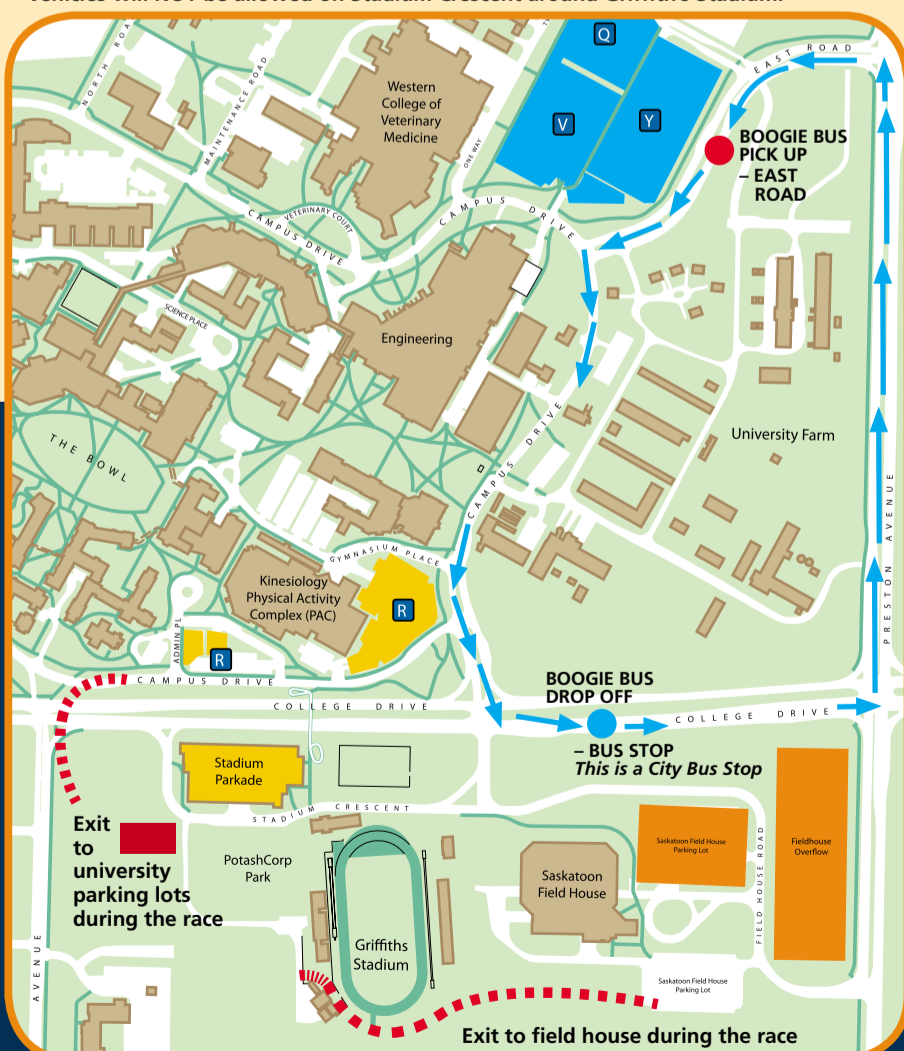 Vehicles will NOT be allowed on Stadium Crescent around Griffiths Stadium.
Q
EAST ROAD
NORTH ROA
MAINTENANCE ROAD
Western
College of
Veterinary
Medicine
V
Y
ONE WAY
BOOGIE BUS
PICK UP
– EAST
ROAD
VETERINARY COURT
CAMPUS DRIVE
CAMPUS DRIVE
SCIENCE PLACE
Engineering
THE BOWL
CAMPUS DRIVE
University Farm
PRESTON AVENUE
GYMNASIUM PLACE
Kinesiology
Physical Activity
Complex (PAC)
R
ADMIN PL
R
CAMPUS DRIVE
COLLEGE DRIVE
BOOGIE BUS
DROP OFF
COLLEGE DRIVE
– BUS STOP
This is a City Bus Stop
Stadium
Parkade
STADIUM CRESCENT
Exit
to
university
parking lots
during the race
PotashCorp
Park
Saskatoon
Field House
Saskatoon Field House
Parking Lot
FIELD HOUSE ROAD
Fieldhouse
Overflow
Griffiths
Stadium
AVENUE
Saskatoon Field House
Parking Lot
Exit to field house during the race